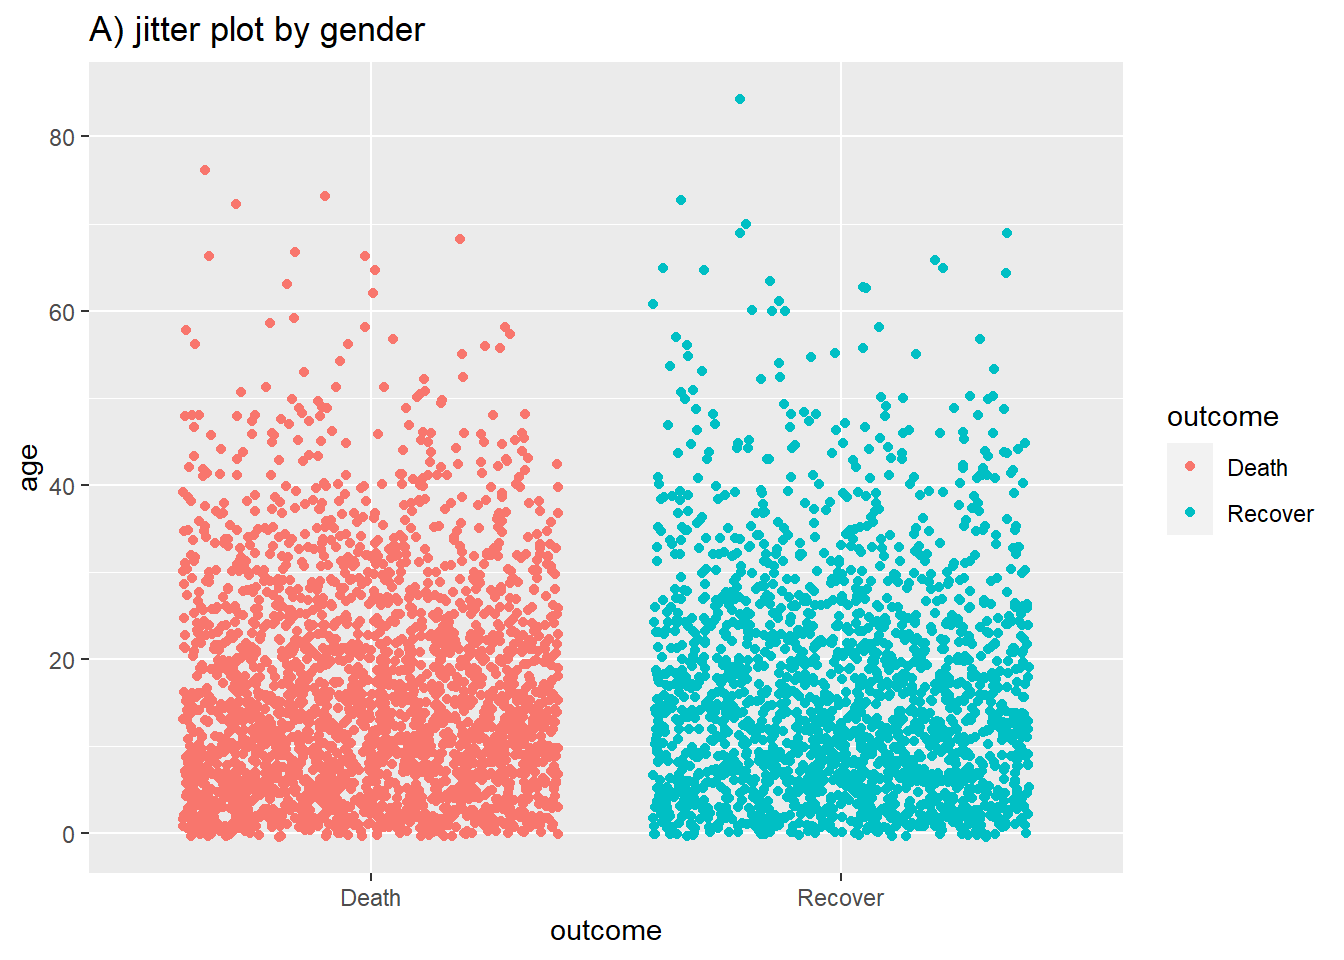 A) jitter plot by gender
80
60
40
20
0
age
Death
Recover
outcome
outcome
Death
Recover